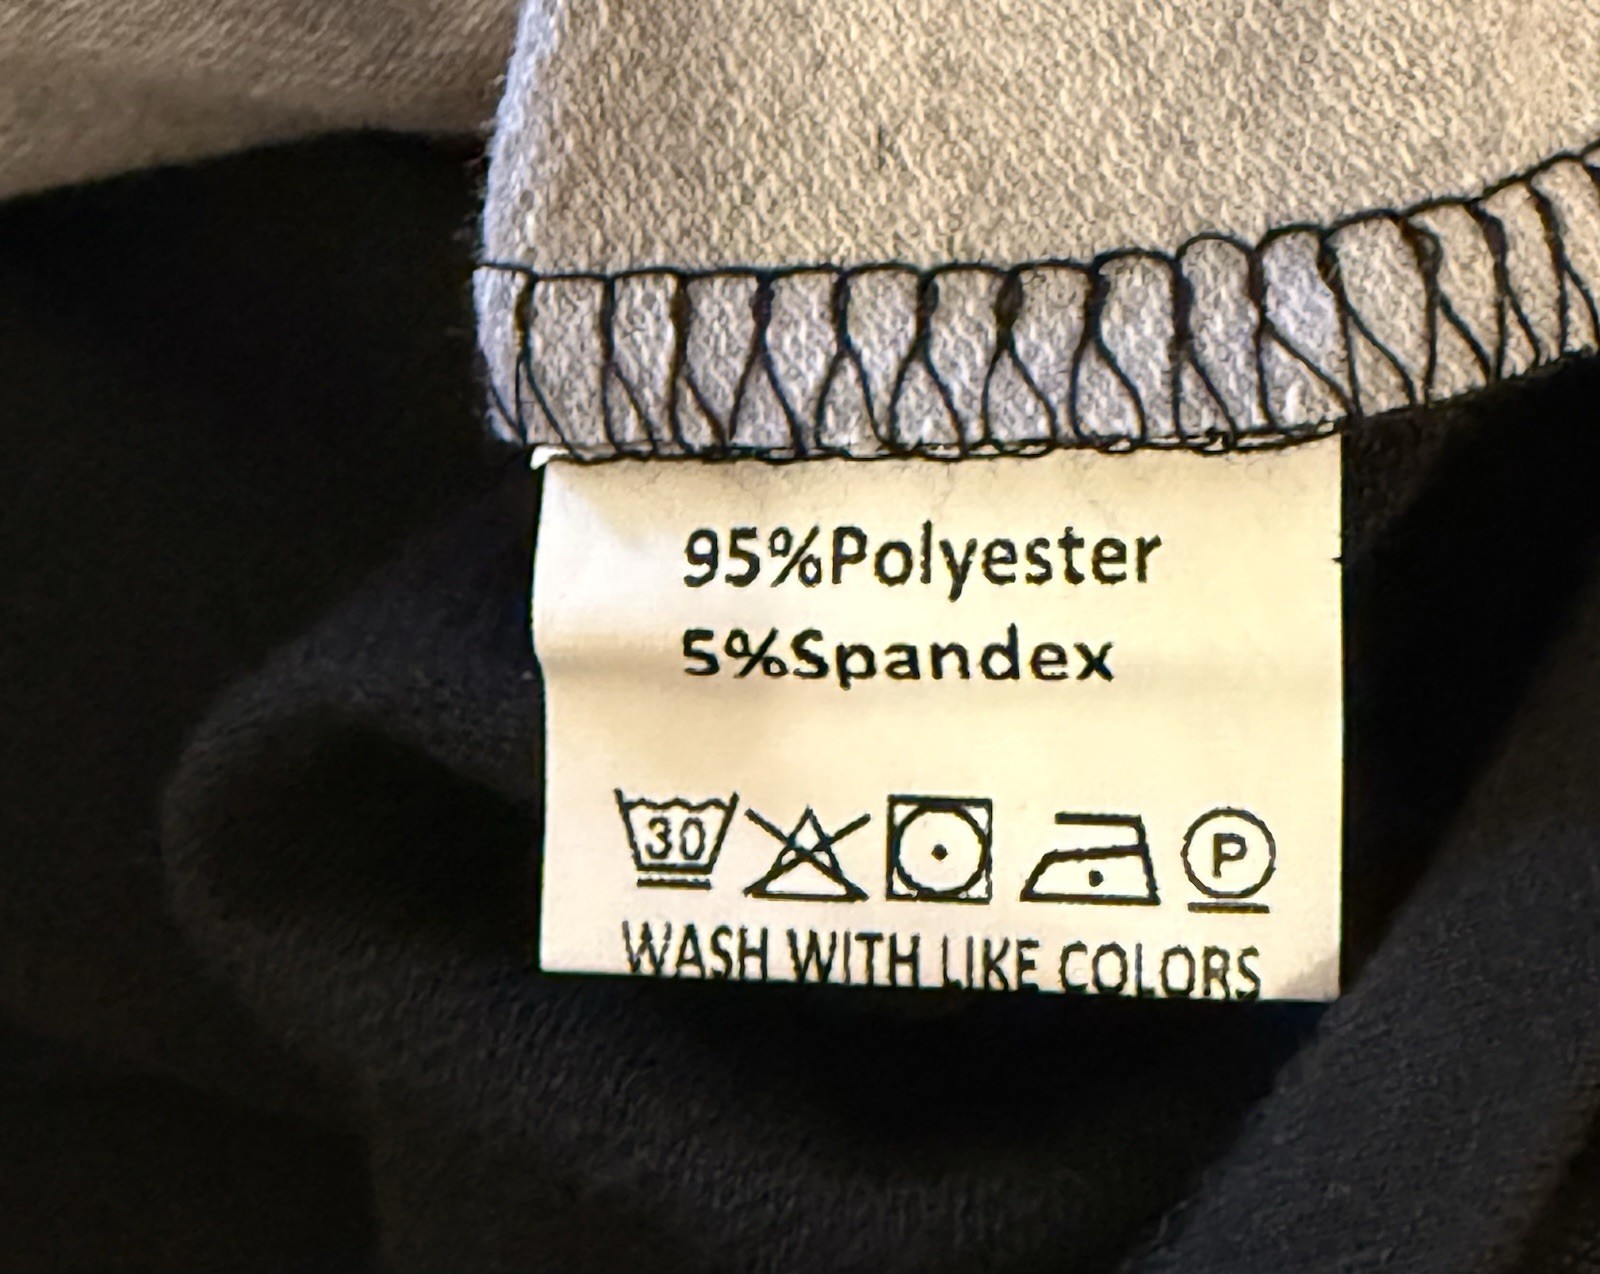 95%Polyester
5%Spandex
30 P
WASH WITH LIKE COLORS